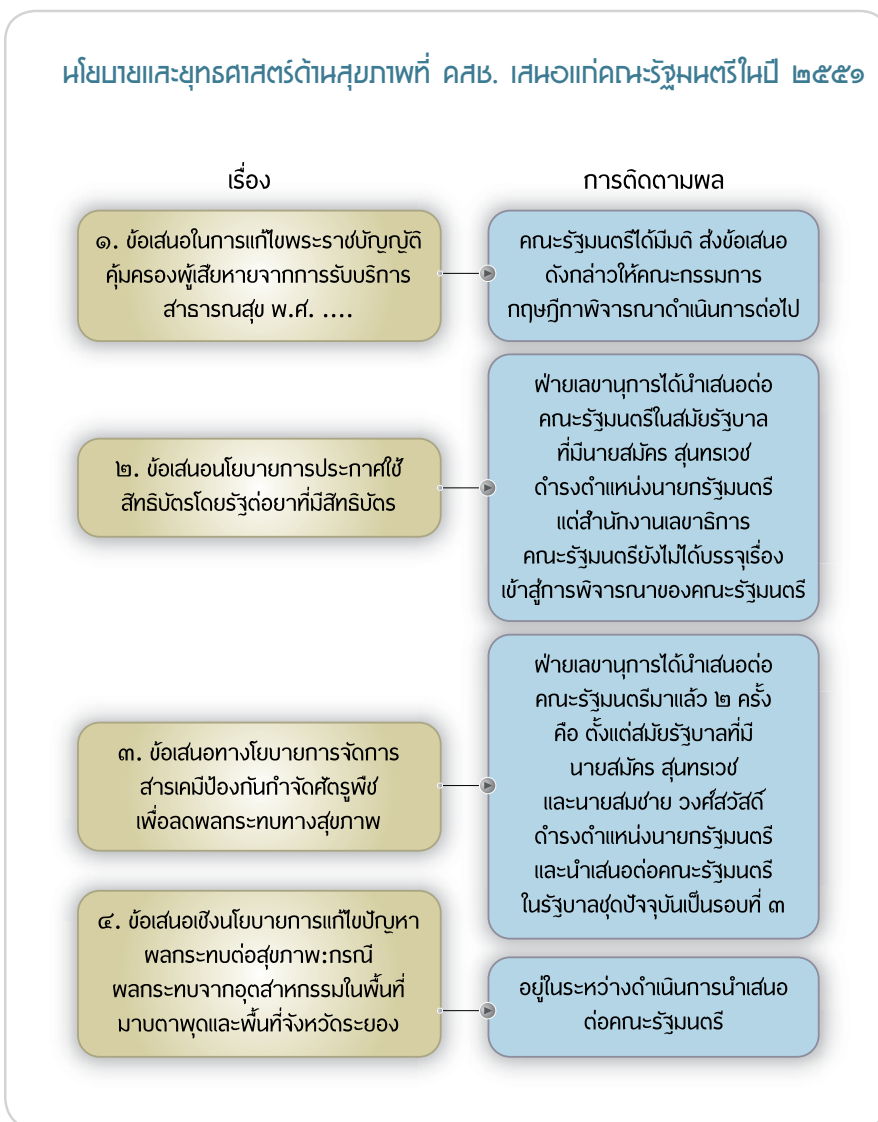 นโยบายและยุทธศาสตร์ด้านสุขภาพที่ คสช. เสนอแก่คณะรัฐมนตรีในปี ๒๕๕๑
เรื่อง
การติดตามผล
๑. ข้อเสนอในการแก้ไขพระราชบัญญัติ
คุ้มครองผู้เสียหายจากการรับบริการ
สาธารณสุข พ.ศ. ....
คณะรัฐมนตรีได้มีมติ ส่งข้อเสนอ
ดังกล่าวให้คณะกรรมการ
กฤษฎีกาพิจารณาดำเนินการต่อไป
๒. ข้อเสนอนโยบายการประกาศใช้
สิทธิบัตรโดยรัฐต่อยาที่มีสิทธิบัตร
ฟ่ายเลขานุการได้นำเสนอต่อ
คณะรัฐมนตรีในสมัยรัฐบาล
ที่มีนายสมัคร สุนทรเวช
ดำรงตำแหน่งนายกรัฐมนตรี
แต่สำนักงานเลขาธิการ
คณะรัฐมนตรียังไม่ได้บรรจุเรื่อง
เข้าสู่การพิจารณาของคณะรัฐมนตรี
๓. ข้อเสนอทางโยบายการจัดการ
สารเคมีป้องกันกำจัดศัตรูพืช
เพื่อลดผลกระทบทางสุขภาพ
ฟ่ายเลขานุการได้นำเสนอต่อ
คณะรัฐมนตรีมาแล้ว ๒ ครั้ง
คือ ตั้งแต่สมัยรัฐบาลที่มี
นายสมัคร สุนทรเวช
และนายสมชาย วงศ์สวัสดิ์
ดำรงตำแหน่งนายกรัฐมนตรี
และนำเสนอต่อคณะรัฐมนตรี
ในรัฐบาลชุดปัจจุบันเป็นรอบที่ ๓
๔. ข้อเสนอเชิงนโยบายการแก้ไขปัญหา
ผลกระทบต่อสุขภาพ:กรณี
ผลกระทบจากอุตสาหกรรมในพื้นที่
มาบตาพุดและพื้นที่จังหวัดระยอง
อยู่ในระหว่างดำเนินการนำเสนอ
ต่อคณะรัฐมนตรี